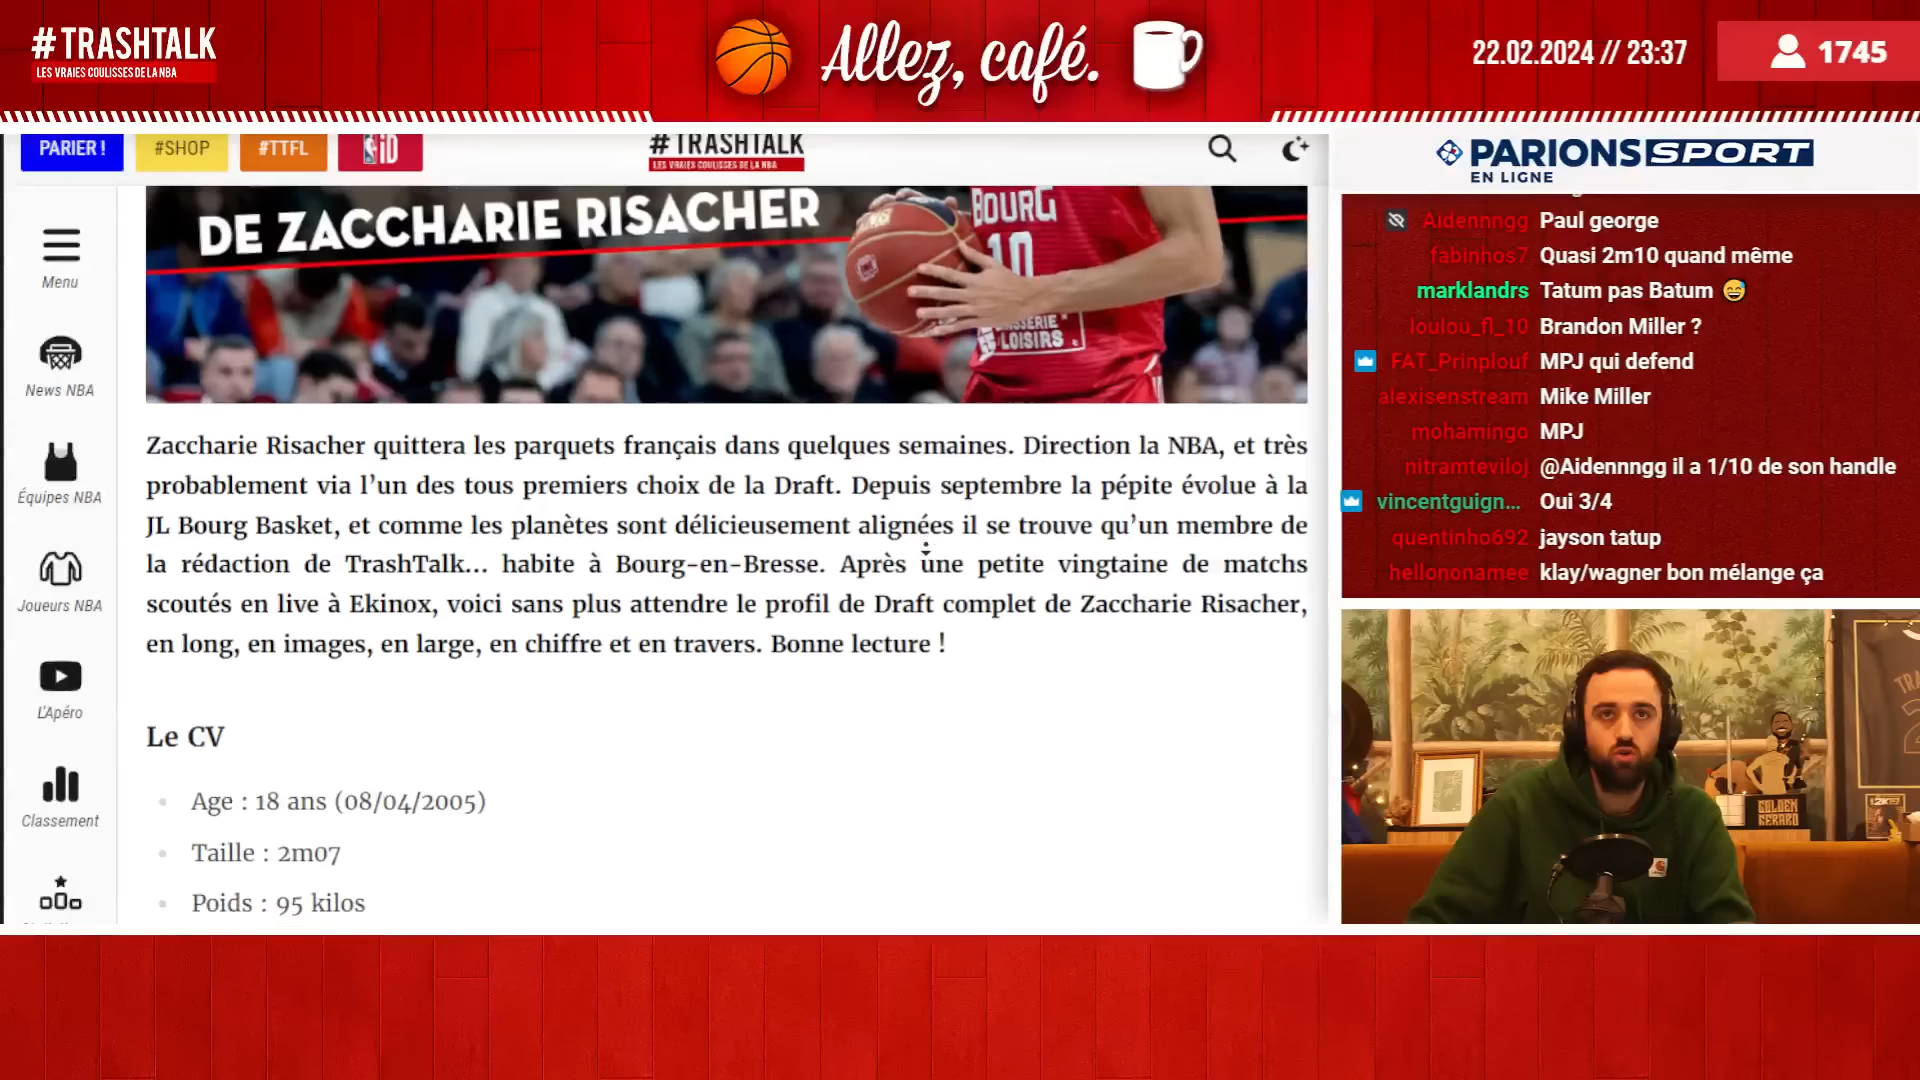 #TRASHTALK
LES VRAIES COULISSES DE LA NBA
Allez, café.
22.02.2024 // 23:37
1745
PARIER !
#SHOP
#TTFL
iD
#TRASHTALK
LES VRAIES COULISSES DE LA NBA
PARIONSSPORT
EN LIGNE
Menu
News NBA
Équipes NBA
Joueurs NBA
L'Apéro
Classement
DE ZACCHARIE RISACHER
BOURG
10
LOISIRS
Zaccharie Risacher quittera les parquets français dans quelques semaines. Direction la NBA, et très
probablement via l’un des tous premiers choix de la Draft. Depuis septembre la pépite évolue à la
JL Bourg Basket, et comme les planètes sont délicieusement alignées il se trouve qu’un membre de
la rédaction de TrashTalk… habite à Bourg-en-Bresse. Après une petite vingtaine de matchs
scoutés en live à Ekinox, voici sans plus attendre le profil de Draft complet de Zaccharie Risacher,
en long, en images, en large, en chiffre et en travers. Bonne lecture !
Le CV
Age : 18 ans (08/04/2005)
Taille : 2m07
Poids : 95 kilos
Aidennngg Paul george
fabinhos7 Quasi 2m10 quand même
marklandrs Tatum pas Batum 😅
loulou_fl_10 Brandon Miller ?
FAT_Prinplouf MPJ qui defend
alexisenstream Mike Miller
mohamingo MPJ
nitramteviloj @Aidennngg il a 1/10 de son handle
vincentguign... Oui 3/4
quentinho692 jayson tatup
hellononamee klay/wagner bon mélange ça
GOLDEN
GERARD
2K19